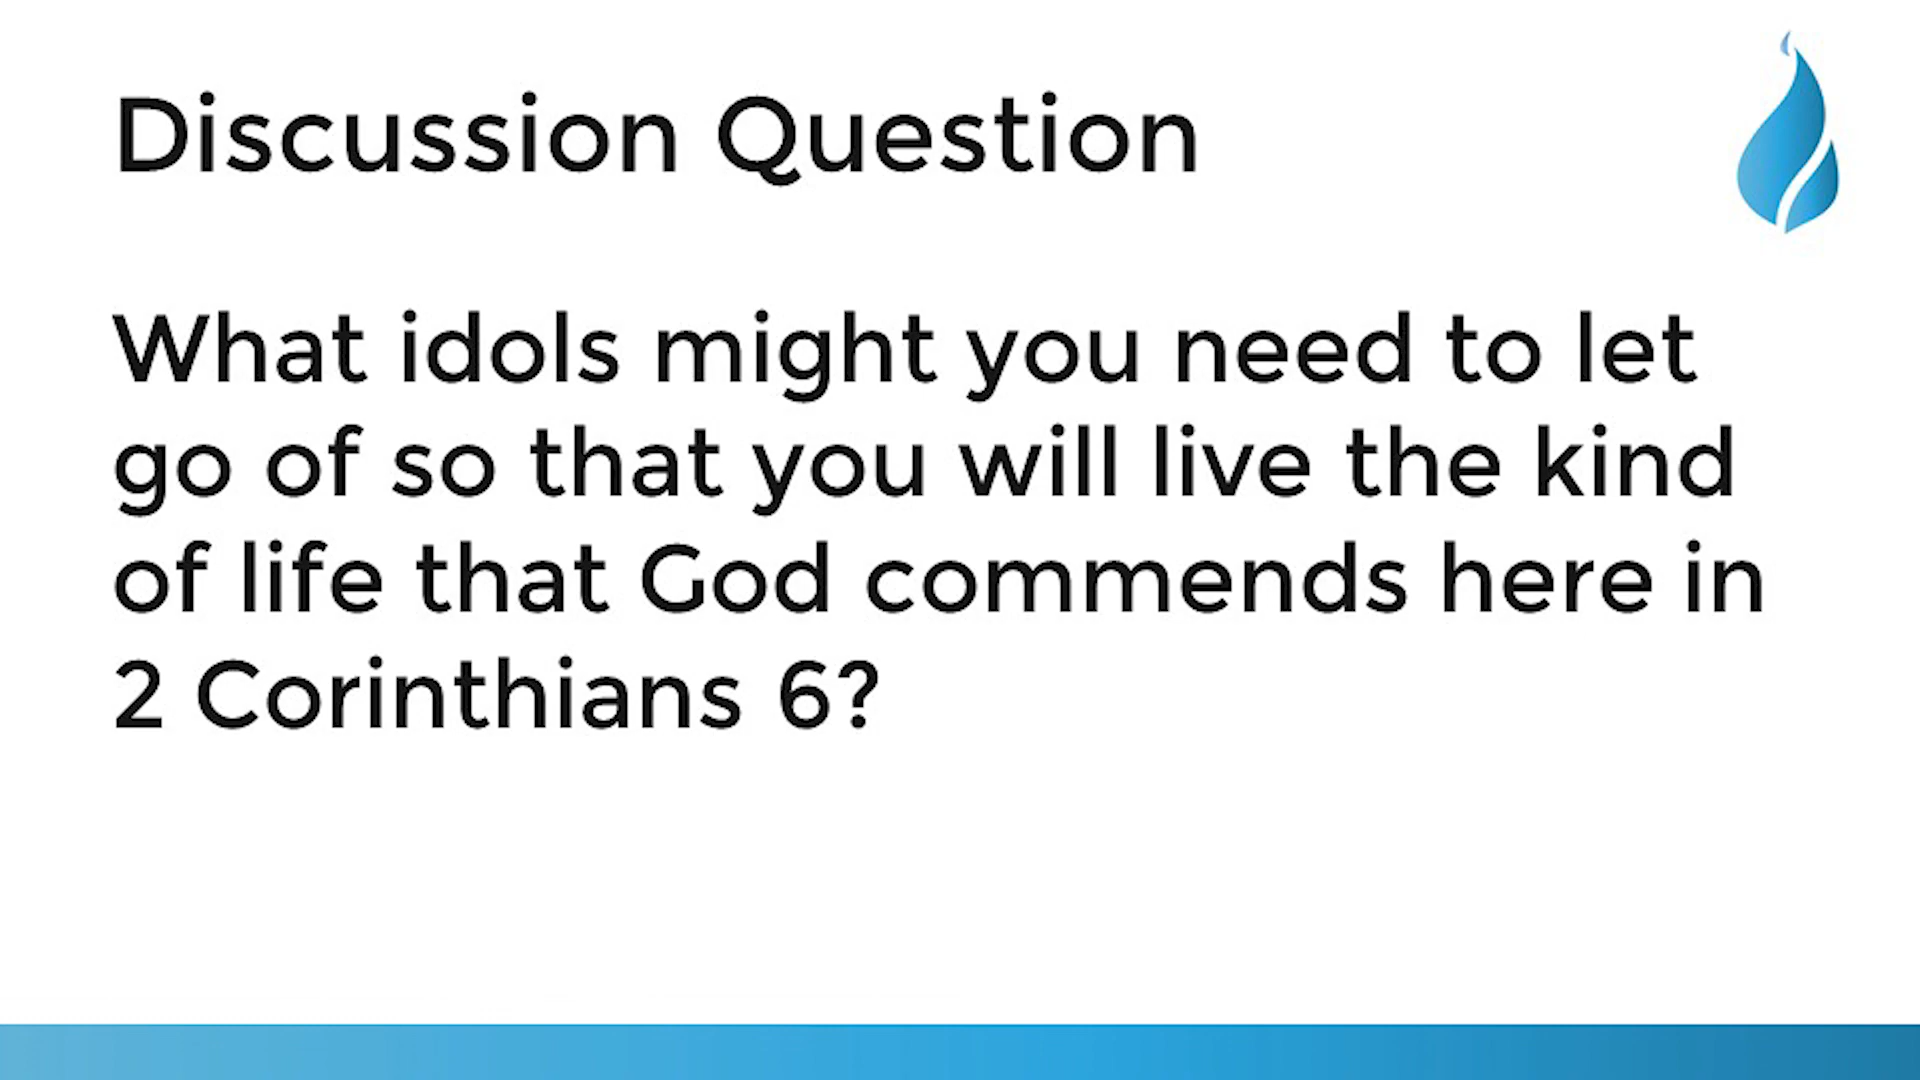 Discussion Question
What idols might you need to let
go of so that you will live the kind
of life that God commends here in
2 Corinthians 6?